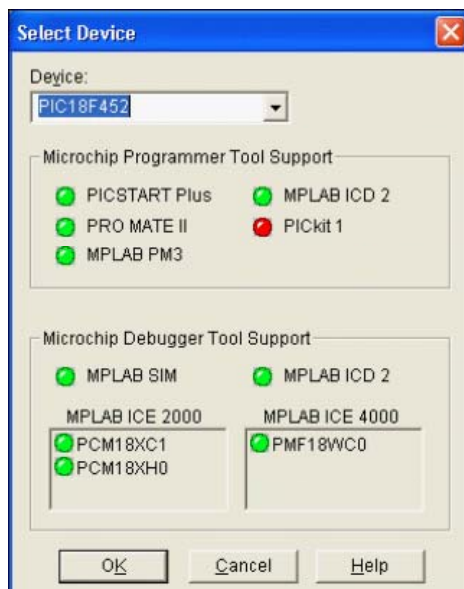 Select Device
Device:
PIC18F452
Microchip Programmer Tool Support
PICSTART Plus
MPLAB ICD 2
PRO MATE II
PICkit 1
MPLAB PM3
Microchip Debugger Tool Support
MPLAB SIM
MPLAB ICD 2
MPLAB ICE 2000
MPLAB ICE 4000
PCM18XC1
PMF18WC0
PCM18XH0
OK
Cancel
Help